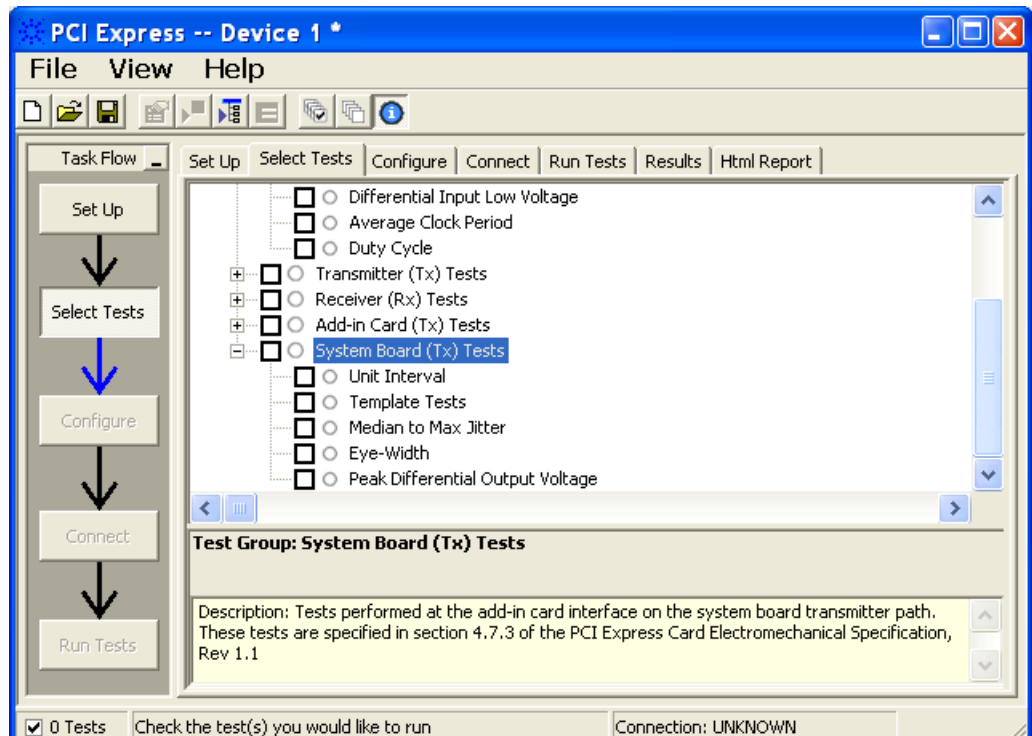 PCI Express -- Device 1 *
File View Help
Task Flow
Set Up Select Tests Configure Connect Run Tests Results Html Report
Set Up
Select Tests
Configure
Connect
Run Tests
Differential Input Low Voltage
Average Clock Period
Duty Cycle
Transmitter (Tx) Tests
Receiver (Rx) Tests
Add-in Card (Tx) Tests
System Board (Tx) Tests
Unit Interval
Template Tests
Median to Max Jitter
Eye-Width
Peak Differential Output Voltage
Test Group: System Board (Tx) Tests
Description: Tests performed at the add-in card interface on the system board transmitter path.
These tests are specified in section 4.7.3 of the PCI Express Card Electromechanical Specification,
Rev 1.1
0 Tests Check the test(s) you would like to run Connection: UNKNOWN